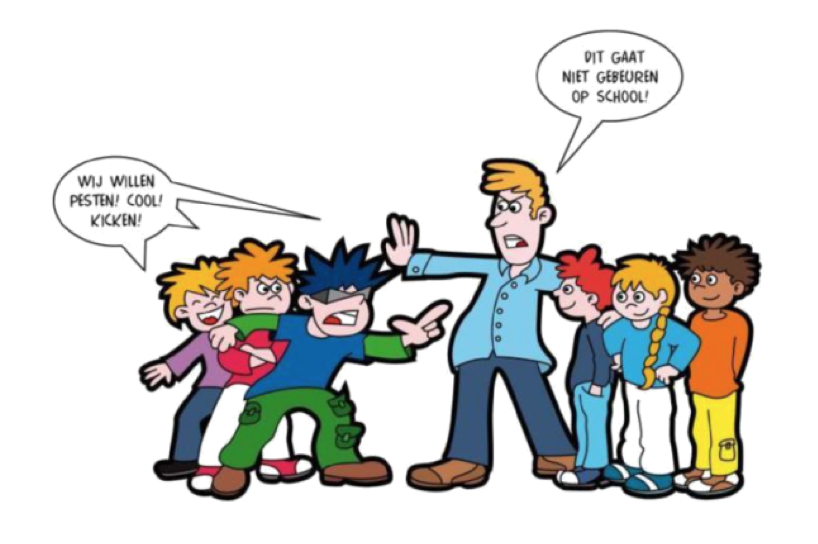 DIT GAAT
NIET GEBEUREN
OP SCHOOL!
WIJ WILLEN
PESTEN! COOL!
KICKEN!